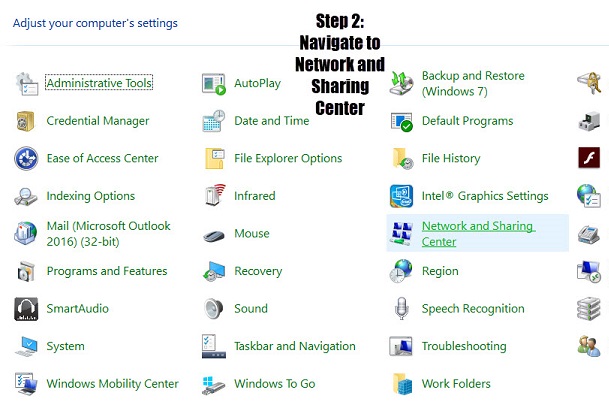 Adjust your computer's settings
Step 2:
Navigate to
Network and
Sharing
Center
Administrative Tools
AutoPlay
Backup and Restore
(Windows 7)
Credential Manager
Date and Time
Default Programs
Ease of Access Center
File Explorer Options
File History
Indexing Options
Infrared
Intel® Graphics Settings
Mail (Microsoft Outlook
2016) (32-bit)
Mouse
Network and Sharing
Center
Programs and Features
Recovery
Region
SmartAudio
Sound
Speech Recognition
System
Taskbar and Navigation
Troubleshooting
Windows Mobility Center
Windows To Go
Work Folders